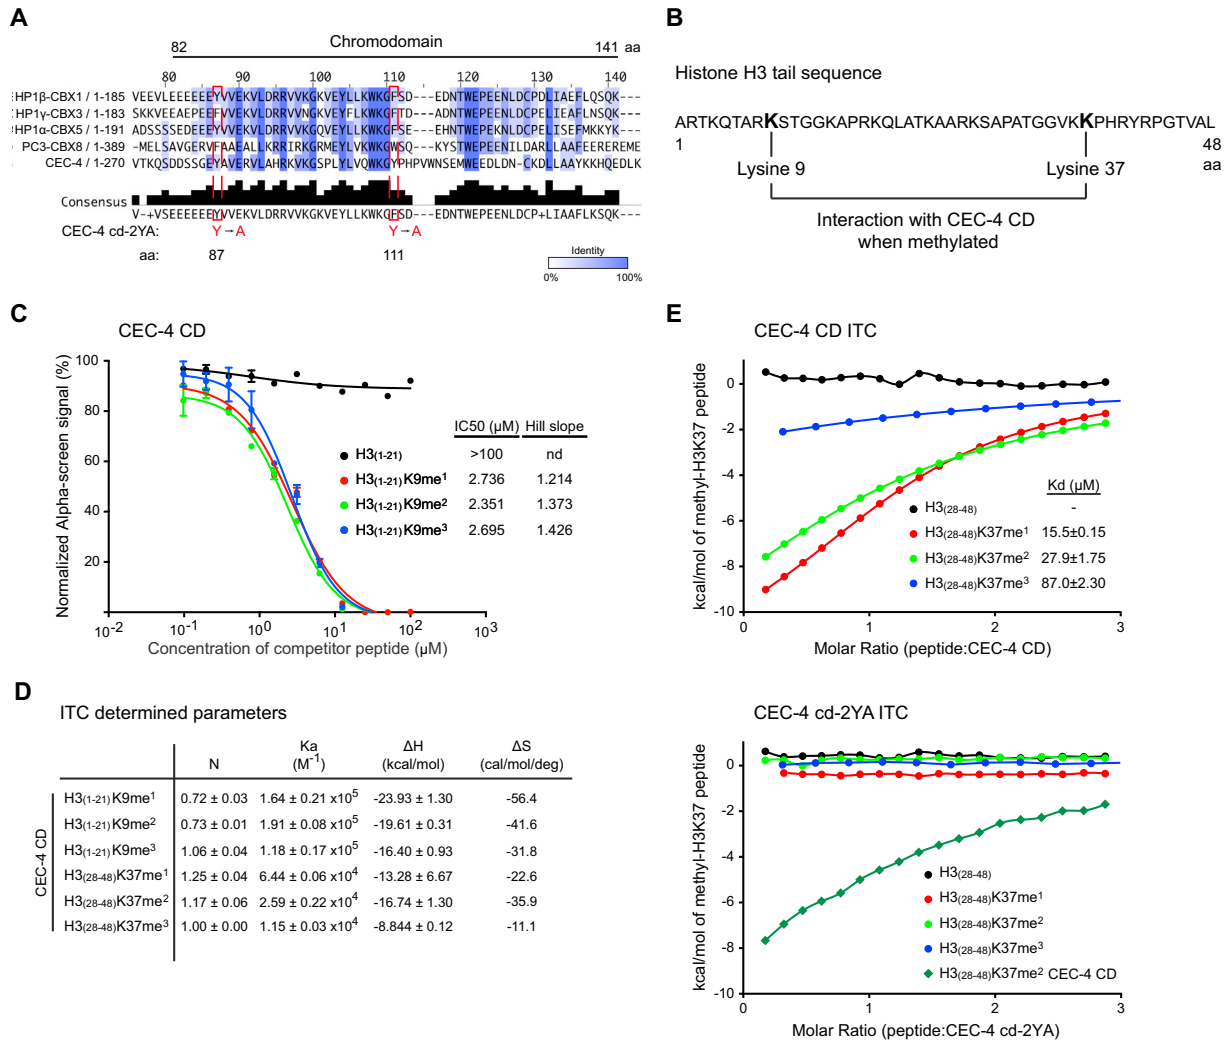 A
Chromodomain
82
141 aa
80 90 100 110 120 130 140
HP1β-CBX1 / 1-185 VEEVLEEEEEEYVVEKVLDRRVVKGKVEYLLKWKGFSD---EDNTWEPEENLDCPDLIAEFLQSQK---
HP1γ-CBX3 / 1-183 SKKVEEAEPEEFVVEKVLDRRVVNGKVEYFLKWKGFTD---ADNTWEPEENLDCPELIEAFLNSQK---
HP1α-CBX5 / 1-191 ADSSSSEDEEEYVVEKVLDRRVVKGQVEYLLKWKGFSE---EHNTWEPEKNLDCPELISEFMKKYK---
PC3-CBX8 / 1-389 --MELSAVGERVFAAEALLKRRIRKGRMEYLVKWKGWSQ---KYSTWEPEENILDARLLAAFEEREREME
CEC-4 / 1-270 VTKQSDDSSGEYAVERVLAHRKVKGSPLYLVQWKGYPHPVWNSEMWEEDLDN-CKDLLAAYKKHQEDLK
Consensus
V-+VSEEEEEEYVVEKVLDRRVVKGKVEYLLKWKGFSD---EDNTWEPEENLDCP+LIAAFLKSQK---
CEC-4 cd-2YA: Y→A Y→A
aa: 87 111
Identity
0% 100%
B
Histone H3 tail sequence
ARTKQTARKSTGGKAPRKQLATKAARKSAPATGGVKKPHRYRPGTVAL
1 48
aa
Lysine 9 Lysine 37
Interaction with CEC-4 CD
when methylated
C
CEC-4 CD
Normalized Alpha-screen signal (%)
100
80
60
40
20
10-2 10-1 100 101 102 103
Concentration of competitor peptide (µM)
IC50 (µM) Hill slope
H3(1-21) >100 nd
H3(1-21)K9me1 2.736 1.214
H3(1-21)K9me2 2.351 1.373
H3(1-21)K9me3 2.695 1.426
D
ITC determined parameters
N Ka (M-1) ΔH (kcal/mol) ΔS (cal/mol/deg)
CEC-4 CD
H3(1-21)K9me1 0.72 ± 0.03 1.64 ± 0.21 x105 -23.93 ± 1.30 -56.4
H3(1-21)K9me2 0.73 ± 0.01 1.91 ± 0.08 x105 -19.61 ± 0.31 -41.6
H3(1-21)K9me3 1.06 ± 0.04 1.18 ± 0.17 x105 -16.40 ± 0.93 -31.8
H3(28-48)K37me1 1.25 ± 0.04 6.44 ± 0.06 x104 -13.28 ± 6.67 -22.6
H3(28-48)K37me2 1.17 ± 0.06 2.59 ± 0.22 x104 -16.74 ± 1.30 -35.9
H3(28-48)K37me3 1.00 ± 0.00 1.15 ± 0.03 x104 -8.844 ± 0.12 -11.1
E
CEC-4 CD ITC
kcal/mol of methyl-H3K37 peptide
0
-2
-4
-6
-8
-10
0 1 2 3
Molar Ratio (peptide:CEC-4 CD)
Kd (µM)
H3(28-48) -
H3(28-48)K37me1 15.5±0.15
H3(28-48)K37me2 27.9±1.75
H3(28-48)K37me3 87.0±2.30
CEC-4 cd-2YA ITC
kcal/mol of methyl-H3K37 peptide
0
-2
-4
-6
-8
-10
0 1 2 3
Molar Ratio (peptide:CEC-4 cd-2YA)
H3(28-48)
H3(28-48)K37me1
H3(28-48)K37me2
H3(28-48)K37me3
H3(28-48)K37me2 CEC-4 CD